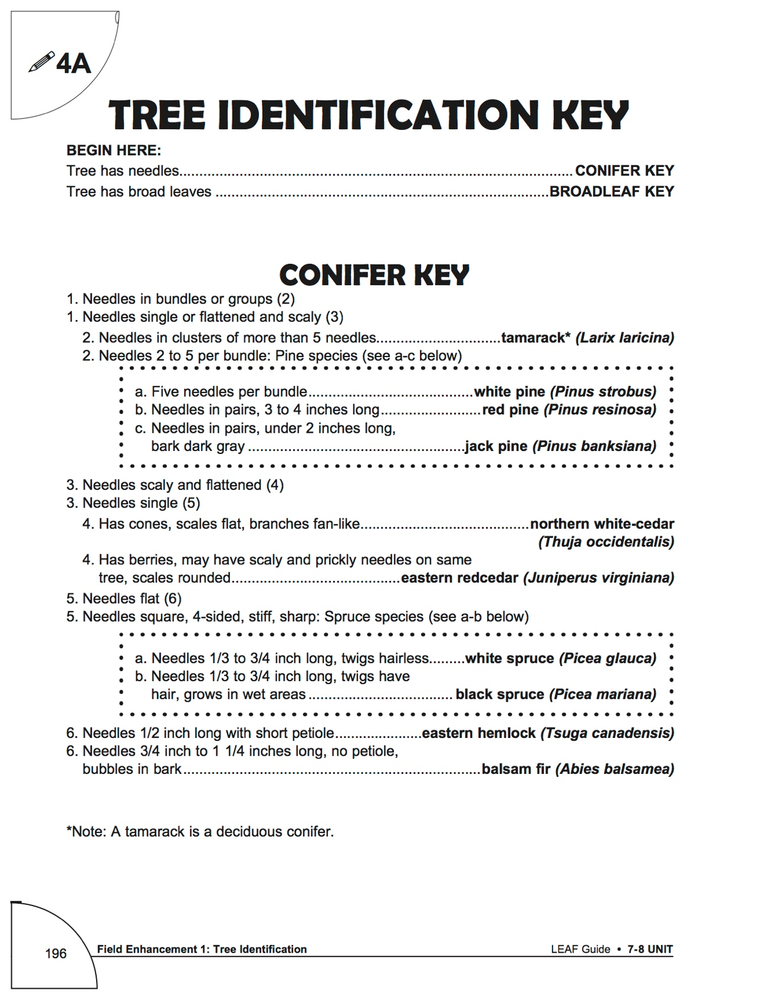 4A
TREE IDENTIFICATION KEY
BEGIN HERE:
Tree has needles................................................................................................... CONIFER KEY
Tree has broad leaves ....................................................................................BROADLEAF KEY
CONIFER KEY
1. Needles in bundles or groups (2)
1. Needles single or flattened and scaly (3)
2. Needles in clusters of more than 5 needles...............................tamarack* (Larix laricina)
2. Needles 2 to 5 per bundle: Pine species (see a-c below)
a. Five needles per bundle.........................................white pine (Pinus strobus)
b. Needles in pairs, 3 to 4 inches long.........................red pine (Pinus resinosa)
c. Needles in pairs, under 2 inches long,
bark dark gray ......................................................jack pine (Pinus banksiana)
3. Needles scaly and flattened (4)
3. Needles single (5)
4. Has cones, scales flat, branches fan-like..........................................northern white-cedar
(Thuja occidentalis)
4. Has berries, may have scaly and prickly needles on same
tree, scales rounded..........................................eastern redcedar (Juniperus virginiana)
5. Needles flat (6)
5. Needles square, 4-sided, stiff, sharp: Spruce species (see a-b below)
a. Needles 1/3 to 3/4 inch long, twigs hairless.........white spruce (Picea glauca)
b. Needles 1/3 to 3/4 inch long, twigs have
hair, grows in wet areas .................................... black spruce (Picea mariana)
6. Needles 1/2 inch long with short petiole......................eastern hemlock (Tsuga canadensis)
6. Needles 3/4 inch to 1 1/4 inches long, no petiole,
bubbles in bark..........................................................................balsam fir (Abies balsamea)
*Note: A tamarack is a deciduous conifer.
196 Field Enhancement 1: Tree Identification LEAF Guide • 7-8 UNIT